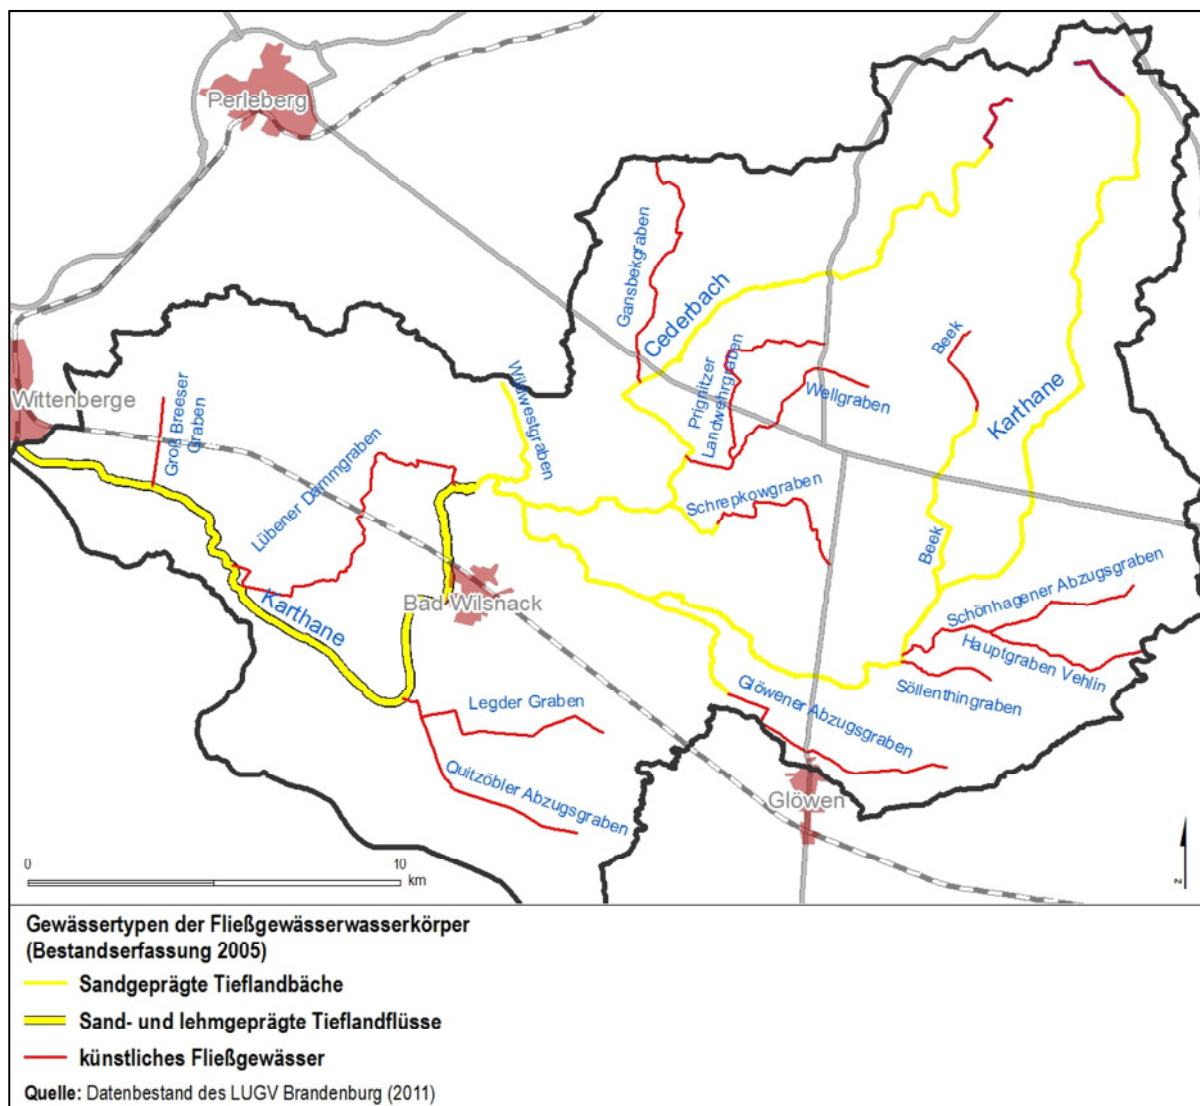 Perleberg
Gansbekgraben
Cederbach
Beek
Wittenberge
Groß Breeser
Graben
Wildwestgraben
Prignitzer
Landwehrgraben
Wellgraben
Karthane
Lübener Dammgraben
Schrepkowgraben
Beek
Schönhagener Abzugsgraben
Karthane
Bad Wilsnack
Hauptgraben Vehlin
Söllenthingraben
Legder Graben
Glöwener Abzugsgraben
Quitzöbler Abzugsgraben
Glöwen
0 10
km
N
Gewässertypen der Fließgewässerwasserkörper
(Bestandserfassung 2005)
Sandgeprägte Tieflandbäche
Sand- und lehmgeprägte Tieflandflüsse
künstliches Fließgewässer
Quelle: Datenbestand des LUGV Brandenburg (2011)